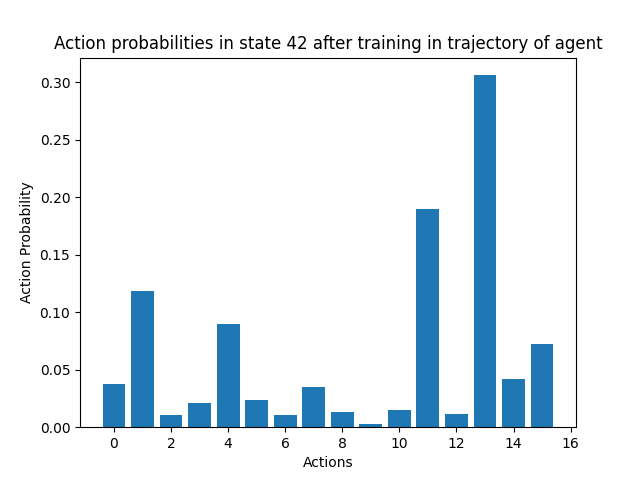 Action probabilities in state 42 after training in trajectory of agent
0.30
0.25
0.20
0.15
0.10
0.05
0.00
Action Probability
0 2 4 6 8 10 12 14 16
Actions